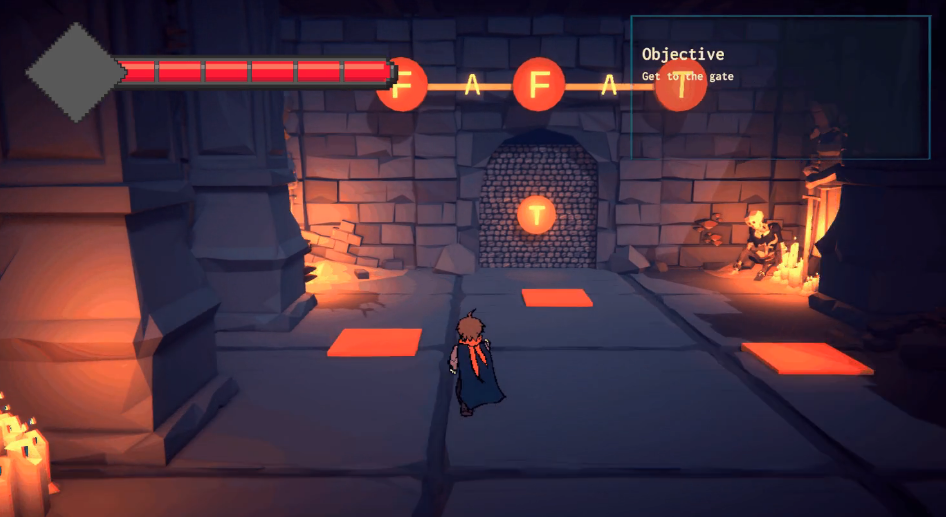 Objective
Get to the gate
F A F A T
T